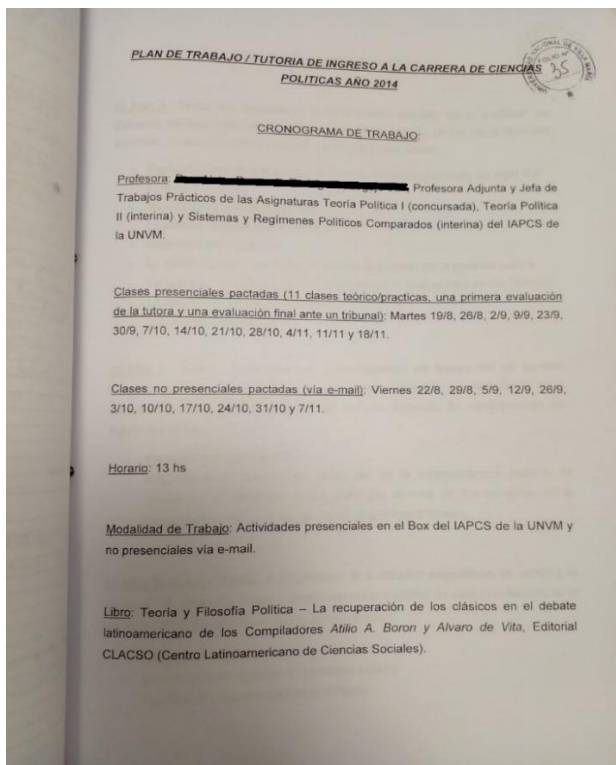 PLAN DE TRABAJO / TUTORIA DE INGRESO A LA CARRERA DE CIENCIAS
POLITICAS AÑO 2014
UNIVERSIDAD NACIONAL DE VILLA MARIA
FOLIO Nº
35
CRONOGRAMA DE TRABAJO:
Profesora: , Profesora Adjunta y Jefa de
Trabajos Prácticos de las Asignaturas Teoría Política I (concursada), Teoría Política
II (interina) y Sistemas y Regímenes Políticos Comparados (interina) del IAPCS de
la UNVM.
Clases presenciales pactadas (11 clases teórico/practicas, una primera evaluación
de la tutora y una evaluación final ante un tribunal): Martes 19/8, 26/8, 2/9, 9/9, 23/9,
30/9, 7/10, 14/10, 21/10, 28/10, 4/11, 11/11 y 18/11.
Clases no presenciales pactadas (vía e-mail): Viernes 22/8, 29/8, 5/9, 12/9, 26/9,
3/10, 10/10, 17/10, 24/10, 31/10 y 7/11.
Horario: 13 hs
Modalidad de Trabajo: Actividades presenciales en el Box del IAPCS de la UNVM y
no presenciales vía e-mail.
Libro: Teoría y Filosofía Política – La recuperación de los clásicos en el debate
latinoamericano de los Compiladores Atilio A. Boron y Alvaro de Vita, Editorial
CLACSO (Centro Latinoamericano de Ciencias Sociales).